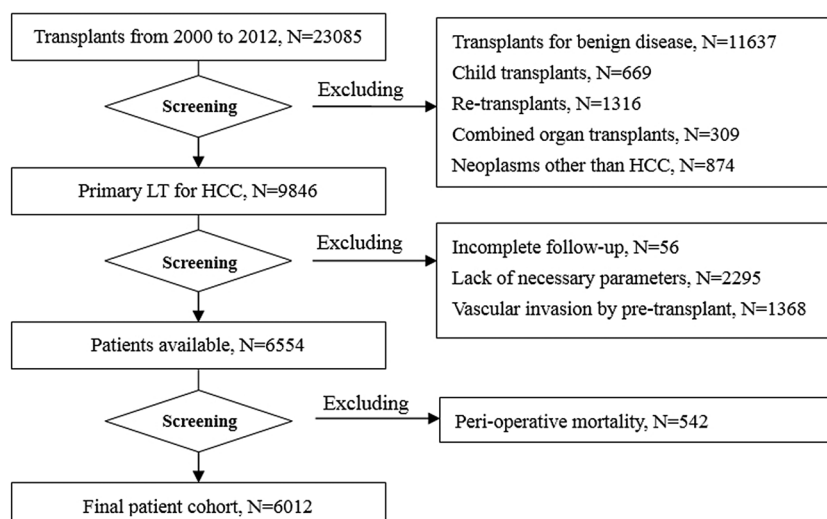 Transplants from 2000 to 2012, N=23085
Screening
Excluding
Transplants for benign disease, N=11637
Child transplants, N=669
Re-transplants, N=1316
Combined organ transplants, N=309
Neoplasms other than HCC, N=874
Primary LT for HCC, N=9846
Screening
Excluding
Incomplete follow-up, N=56
Lack of necessary parameters, N=2295
Vascular invasion by pre-transplant, N=1368
Patients available, N=6554
Screening
Excluding
Peri-operative mortality, N=542
Final patient cohort, N=6012